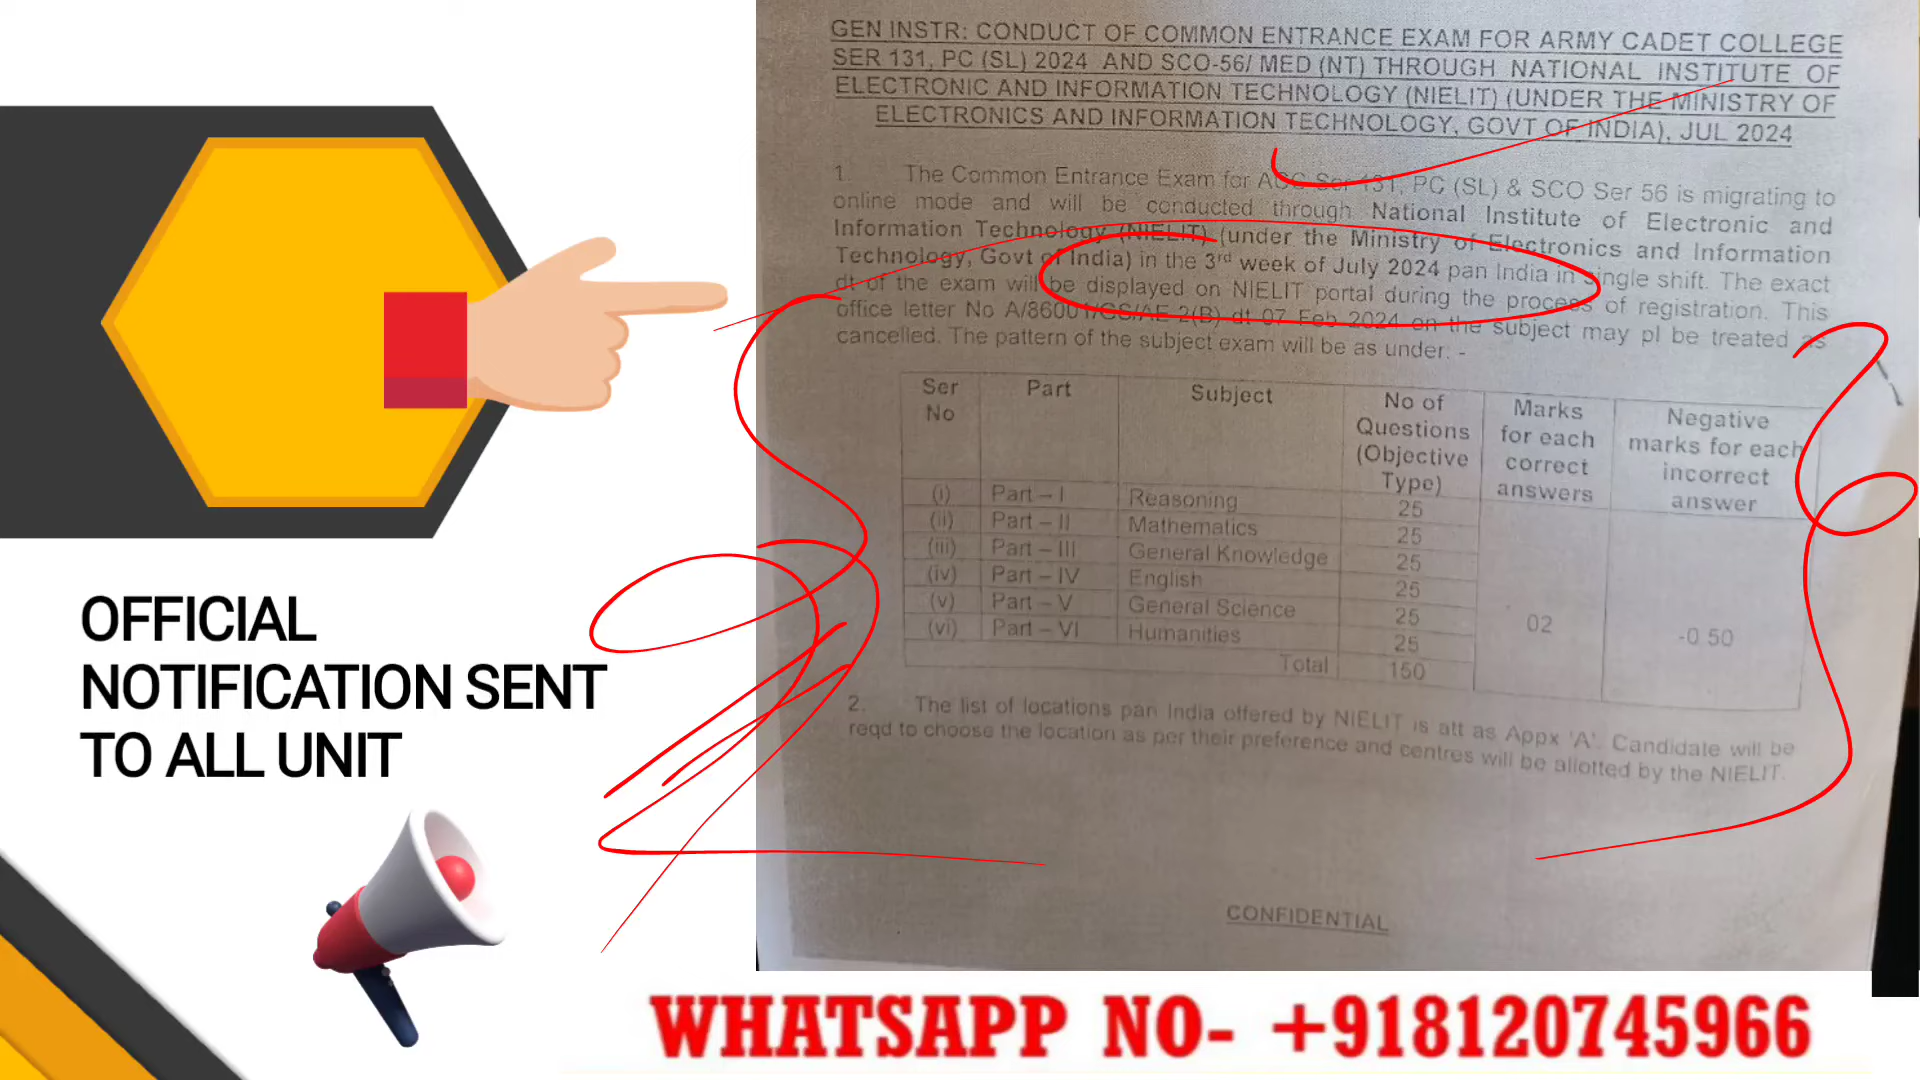 GEN INSTR: CONDUCT OF COMMON ENTRANCE EXAM FOR ARMY CADET COLLEGE
SER 131, PC (SL) 2024 AND SCO-56/ MED (NT) THROUGH NATIONAL INSTITUTE OF
ELECTRONIC AND INFORMATION TECHNOLOGY (NIELIT) (UNDER THE MINISTRY OF
ELECTRONICS AND INFORMATION TECHNOLOGY, GOVT OF INDIA), JUL 2024
1. The Common Entrance Exam for ACC Ser 131, PC (SL) & SCO Ser 56 is migrating to
online mode and will be conducted through National Institute of Electronic and
Information Technology (NIELIT) (under the Ministry of Electronics and Information
Technology, Govt of India) in the 3rd week of July 2024 pan India in single shift. The exact
dt of the exam will be displayed on NIELIT portal during the process of registration. This
office letter No A/86001/CS/AE-2(B) dt 07 Feb 2024 on the subject may pl be treated as
cancelled. The pattern of the subject exam will be as under: -
Ser No Part Subject No of Questions (Objective Type) Marks for each correct answers Negative marks for each incorrect answer
(i) Part – I Reasoning 25
(ii) Part – II Mathematics 25
(iii) Part – III General Knowledge 25
(iv) Part – IV English 25
(v) Part – V General Science 25 02 -0.50
(vi) Part – VI Humanities 25
Total 150
2. The list of locations pan India offered by NIELIT is att as Appx 'A'. Candidate will be
reqd to choose the location as per their preference and centres will be allotted by the NIELIT.
CONFIDENTIAL
OFFICIAL
NOTIFICATION SENT
TO ALL UNIT
WHATSAPP NO- +918120745966